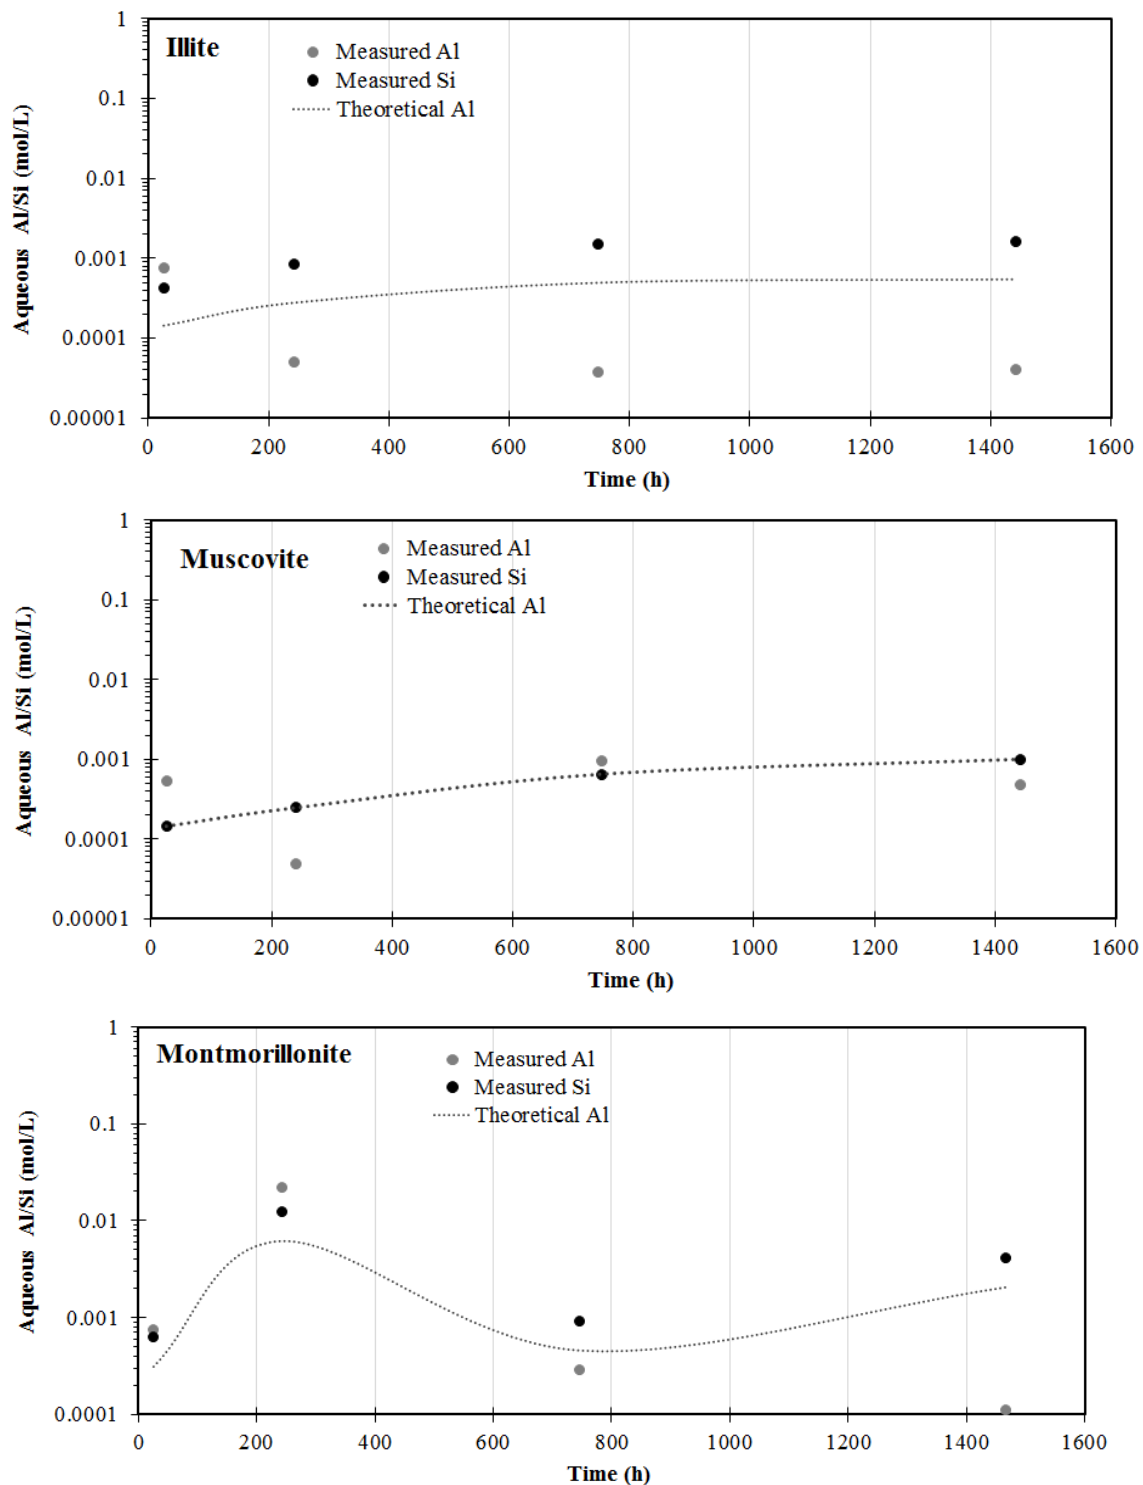 Illite
Measured Al
Measured Si
Theoretical Al
Aqueous Al/Si (mol/L)
1
0.1
0.01
0.001
0.0001
0.00001
0 200 400 600 800 1000 1200 1400 1600
Time (h)
Muscovite
Measured Al
Measured Si
Theoretical Al
Aqueous Al/Si (mol/L)
1
0.1
0.01
0.001
0.0001
0.00001
0 200 400 600 800 1000 1200 1400 1600
Time (h)
Montmorillonite
Measured Al
Measured Si
Theoretical Al
Aqueous Al/Si (mol/L)
1
0.1
0.01
0.001
0.0001
0 200 400 600 800 1000 1200 1400 1600
Time (h)